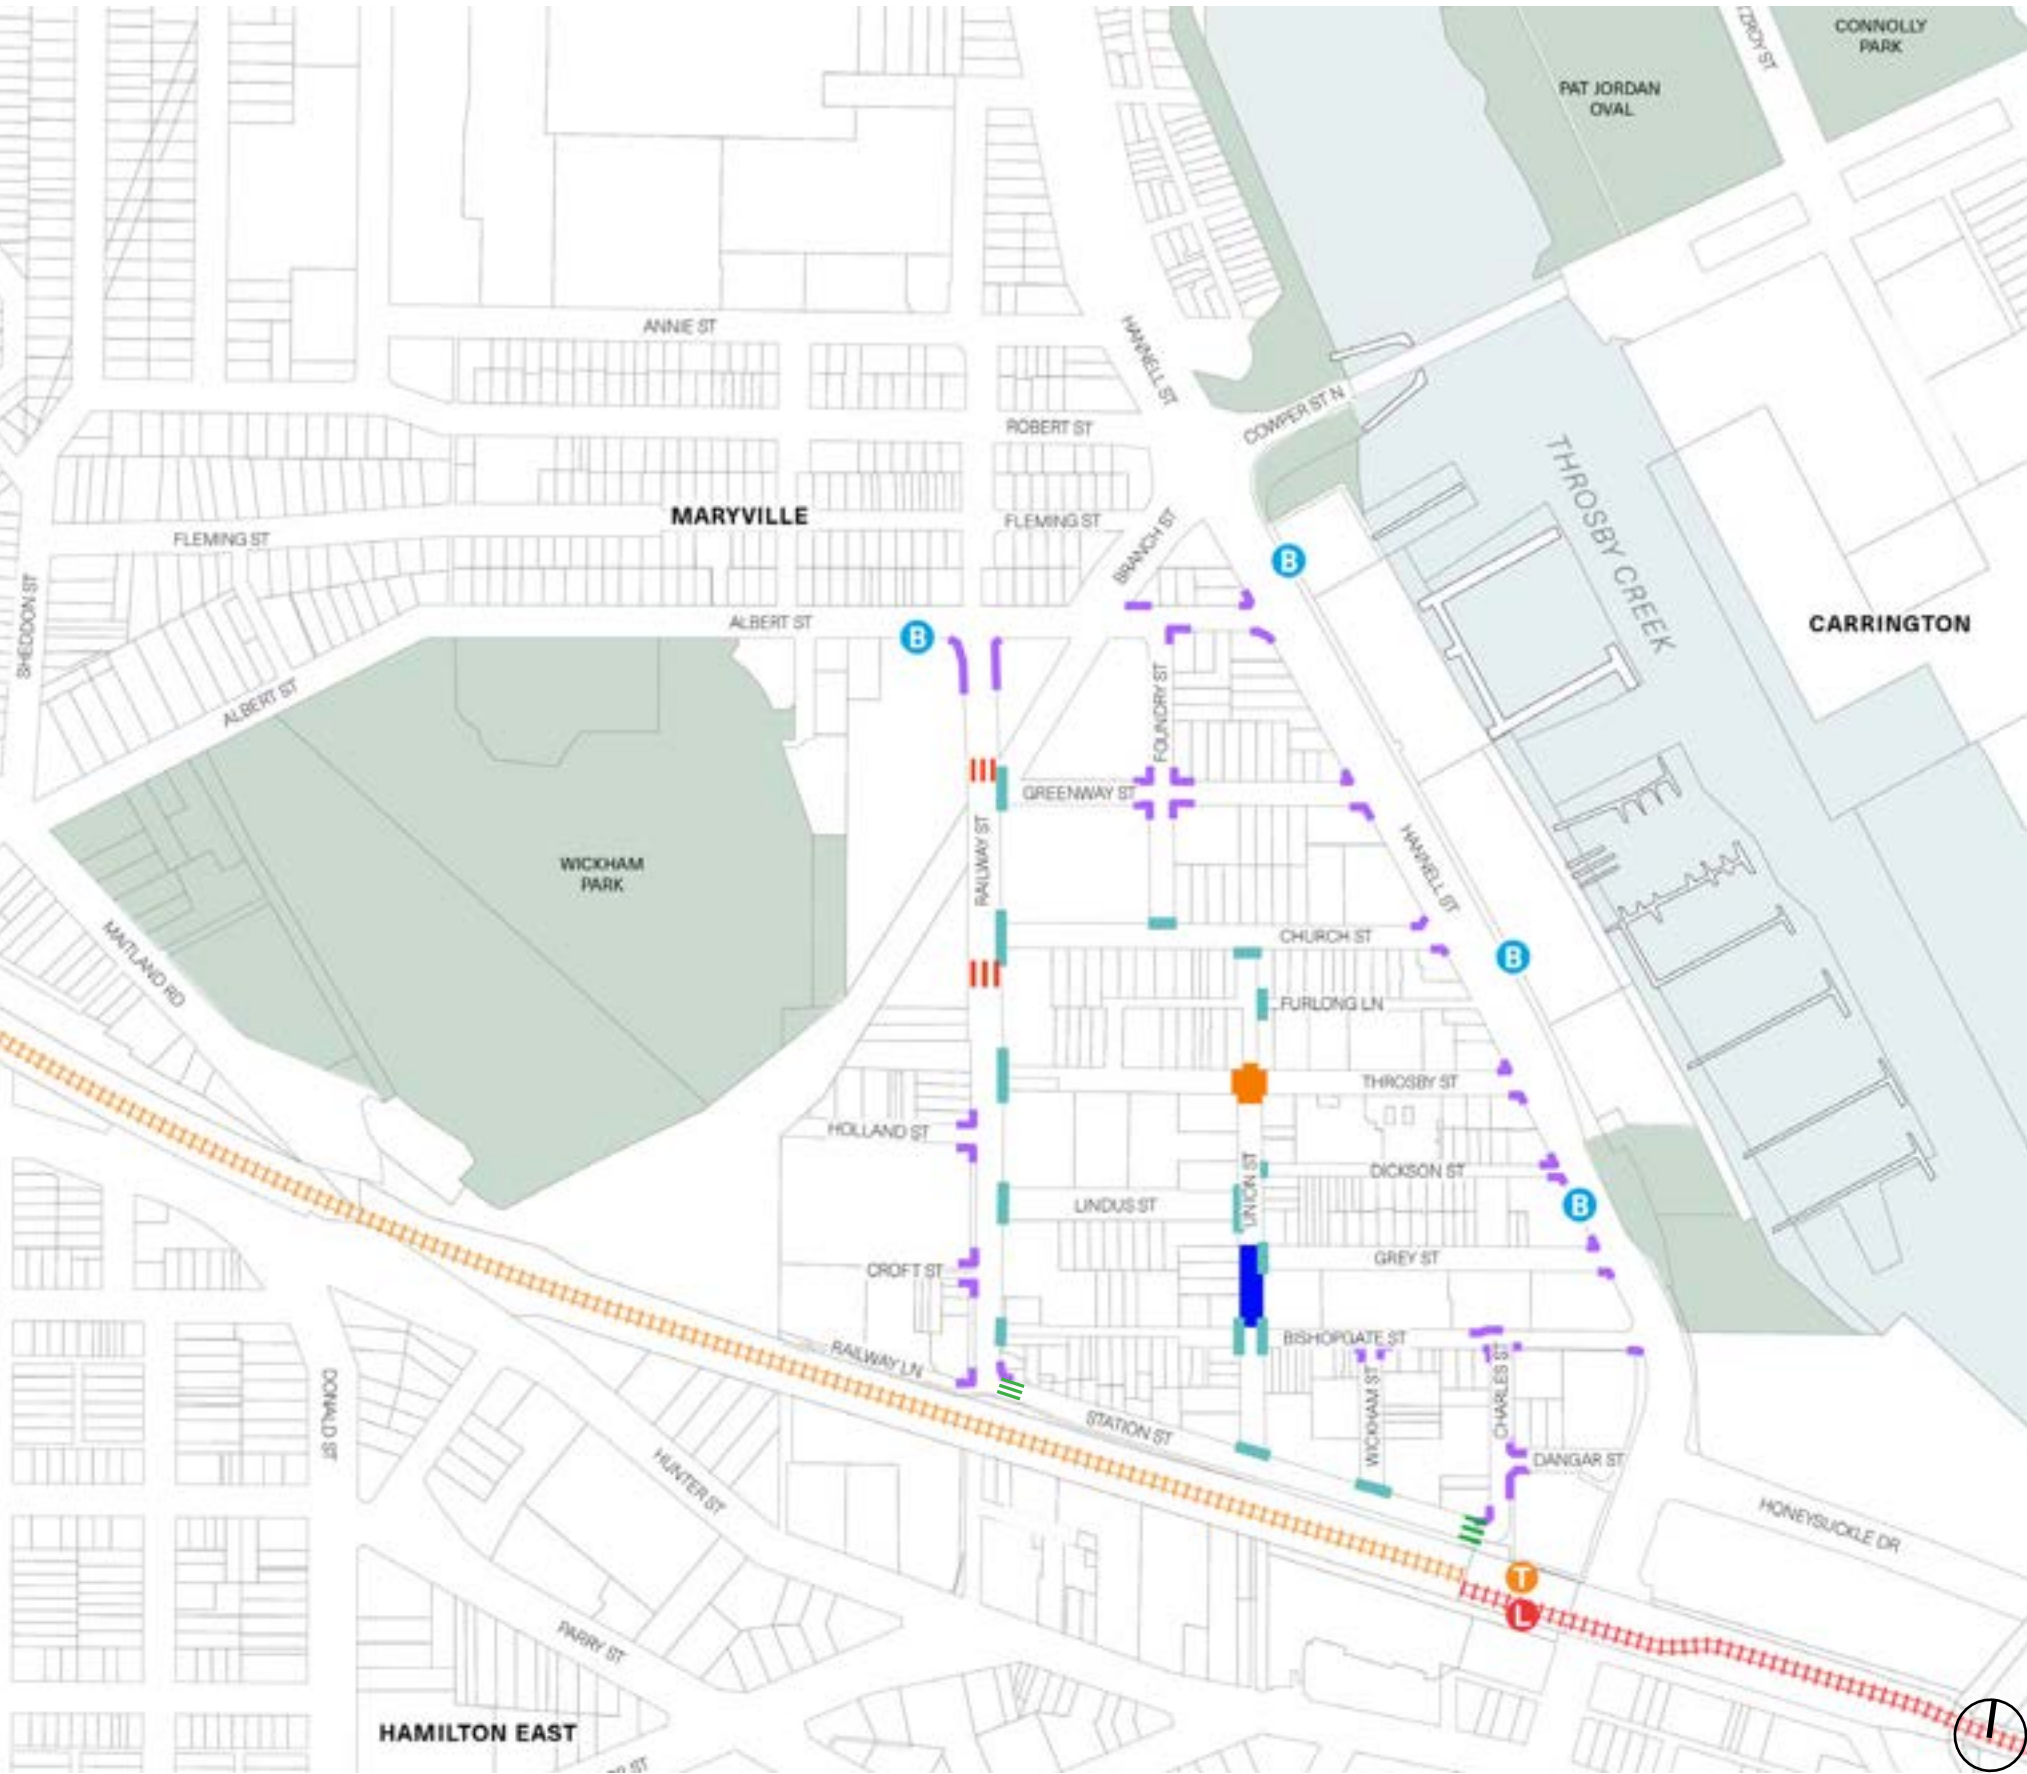 CONNOLLY
PARK
PAT JORDAN
OVAL
ANNIE ST
HANNELL ST
COWPER ST N
ROBERT ST
MARYVILLE
FLEMING ST
FLEMING ST
BRANCH ST
THROSBY CREEK
B
SHEDDON ST
ALBERT ST
B
CARRINGTON
ALBERT ST
FOUNDRY ST
GREENWAY ST
RAILWAY ST
WICKHAM
PARK
HANNELL ST
MAITLAND RD
CHURCH ST
B
FURLONG LN
THROSBY ST
HOLLAND ST
DICKSON ST
UNION ST
LINDUS ST
B
CROFT ST
GREY ST
BISHOPGATE ST
RAILWAY LN
DONALD ST
STATION ST
WICKHAM ST
CHARLES ST
DANGAR ST
HUNTER ST
HONEYSUCKLE DR
T
L
PARRY ST
HAMILTON EAST
ST